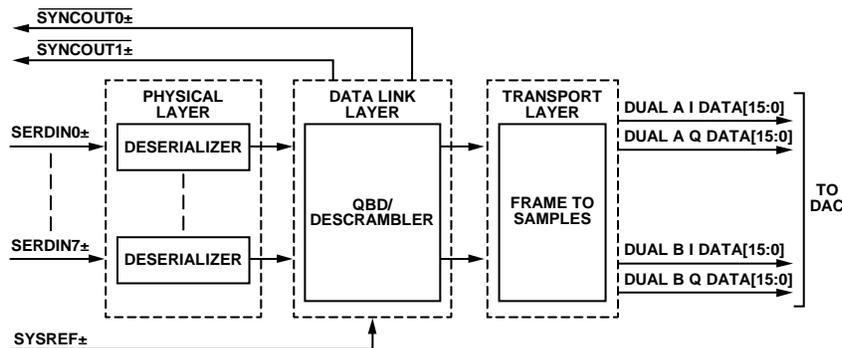 SYNCOUT0±
SYNCOUT1±
PHYSICAL
LAYER
DATA LINK
LAYER
TRANSPORT
LAYER
SERDIN0±
DESERIALIZER
QBD/
DESCRAMBLER
FRAME TO
SAMPLES
DUAL A I DATA[15:0]
DUAL A Q DATA[15:0]
TO
DAC
SERDIN7±
DESERIALIZER
DUAL B I DATA[15:0]
DUAL B Q DATA[15:0]
SYSREF±